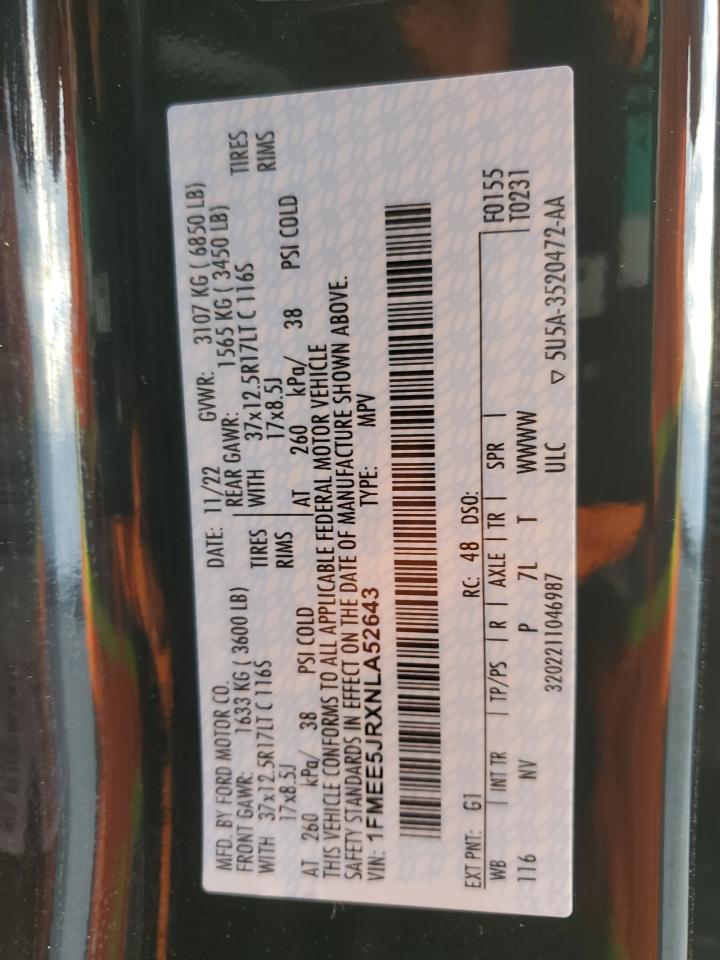 MFD. BY FORD MOTOR CO. DATE: 11/22 GVWR: 3107 KG ( 6850 LB)
FRONT GAWR: 1633 KG ( 3600 LB) REAR GAWR: 1565 KG ( 3450 LB)
WITH 37x12.5R17LT C 116S TIRES WITH 37x12.5R17LT C 116S TIRES
17x8.5J RIMS 17x8.5J RIMS
AT 260 kPa/ 38 PSI COLD AT 260 kPa/ 38 PSI COLD
THIS VEHICLE CONFORMS TO ALL APPLICABLE FEDERAL MOTOR VEHICLE
SAFETY STANDARDS IN EFFECT ON THE DATE OF MANUFACTURE SHOWN ABOVE.
VIN: 1FMEE5JRXNLA52643 TYPE: MPV
EXT PNT: G1 RC: 48 DSO: F0155
WB INT TR TP/PS R AXLE TR SPR T0231
116 NV P 7L T WWWW
3202211046987 ULC ▽ 5U5A-3520472-AA